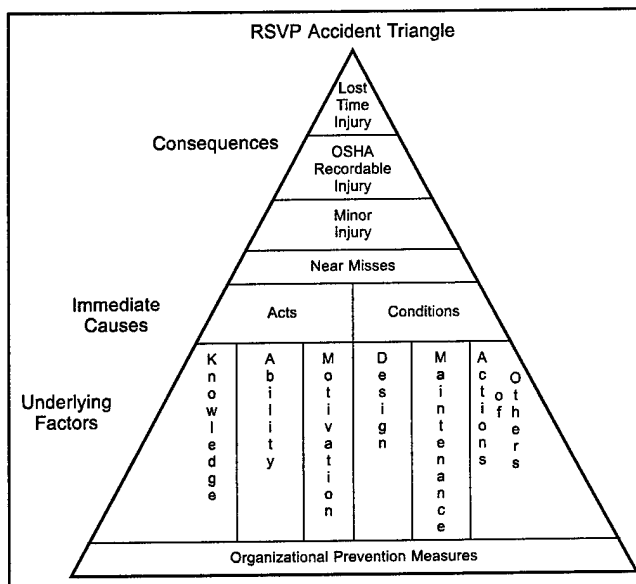 RSVP Accident Triangle
Lost
Time
Injury
Consequences
OSHA
Recordable
Injury
Minor
Injury
Near Misses
Immediate
Causes
Acts
Conditions
Underlying
Factors
Knowledge
Ability
Motivation
Design
Maintenance
Actions
of
Others
Organizational Prevention Measures